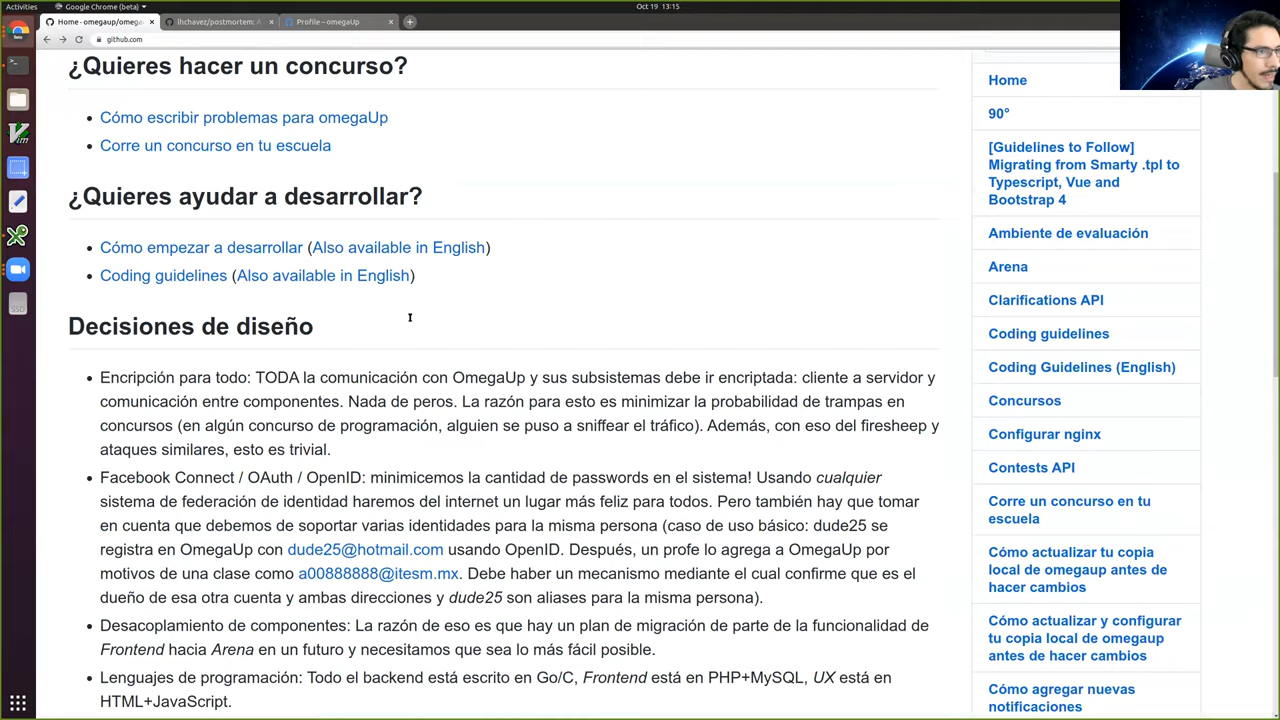 Activities
Google Chrome (beta)
Oct 19 13:15
Home - omegaup/omega
lhchavez/postmortem: A
Profile – omegaUp
github.com
¿Quieres hacer un concurso?
Cómo escribir problemas para omegaUp
Corre un concurso en tu escuela
¿Quieres ayudar a desarrollar?
Cómo empezar a desarrollar (Also available in English)
Coding guidelines (Also available in English)
Decisiones de diseño
Encripción para todo: TODA la comunicación con OmegaUp y sus subsistemas debe ir encriptada: cliente a servidor y
comunicación entre componentes. Nada de peros. La razón para esto es minimizar la probabilidad de trampas en
concursos (en algún concurso de programación, alguien se puso a sniffear el tráfico). Además, con eso del firesheep y
ataques similares, esto es trivial.
Facebook Connect / OAuth / OpenID: minimicemos la cantidad de passwords en el sistema! Usando cualquier
sistema de federación de identidad haremos del internet un lugar más feliz para todos. Pero también hay que tomar
en cuenta que debemos de soportar varias identidades para la misma persona (caso de uso básico: dude25 se
registra en OmegaUp con dude25@hotmail.com usando OpenID. Después, un profe lo agrega a OmegaUp por
motivos de una clase como a00888888@itesm.mx. Debe haber un mecanismo mediante el cual confirme que es el
dueño de esa otra cuenta y ambas direcciones y dude25 son aliases para la misma persona).
Desacoplamiento de componentes: La razón de eso es que hay un plan de migración de parte de la funcionalidad de
Frontend hacia Arena en un futuro y necesitamos que sea lo más fácil posible.
Lenguajes de programación: Todo el backend está escrito en Go/C, Frontend está en PHP+MySQL, UX está en
HTML+JavaScript.
Home
90°
[Guidelines to Follow]
Migrating from Smarty .tpl to
Typescript, Vue and
Bootstrap 4
Ambiente de evaluación
Arena
Clarifications API
Coding guidelines
Coding Guidelines (English)
Concursos
Configurar nginx
Contests API
Corre un concurso en tu
escuela
Cómo actualizar tu copia
local de omegaup antes de
hacer cambios
Cómo actualizar y configurar
tu copia local de omegaup
antes de hacer cambios
Cómo agregar nuevas
notificaciones
SSD